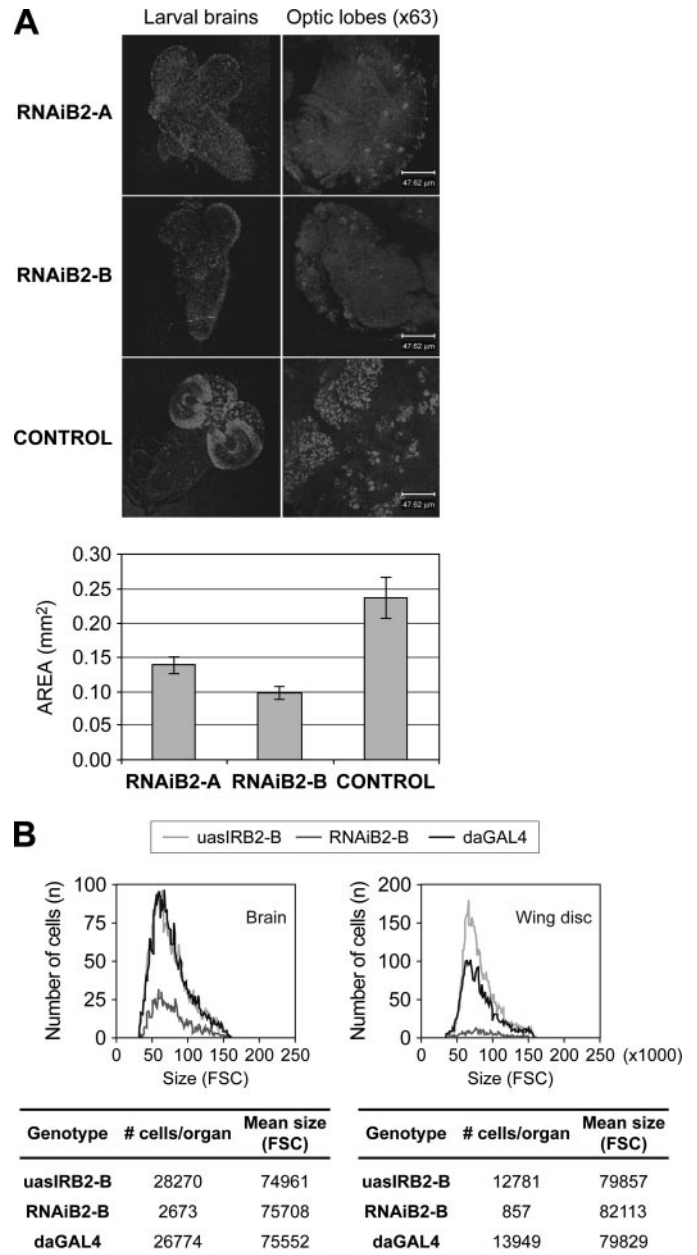 A
Larval brains Optic lobes (x63)
RNAiB2-A
47.62 µm
RNAiB2-B
47.62 µm
CONTROL
47.62 µm
AREA (mm2)
0.30
0.25
0.20
0.15
0.10
0.05
0.00
RNAiB2-A RNAiB2-B CONTROL
B
uasIRB2-B RNAiB2-B daGAL4
Number of cells (n)
100
75
50
25
0
Brain
0 50 100 150 200 250
Size (FSC)
Number of cells (n)
200
150
100
50
0
Wing disc
0 50 100 150 200 250 (x1000)
Size (FSC)
Genotype # cells/organ Mean size (FSC)
uasIRB2-B 28270 74961
RNAiB2-B 2673 75708
daGAL4 26774 75552
Genotype # cells/organ Mean size (FSC)
uasIRB2-B 12781 79857
RNAiB2-B 857 82113
daGAL4 13949 79829